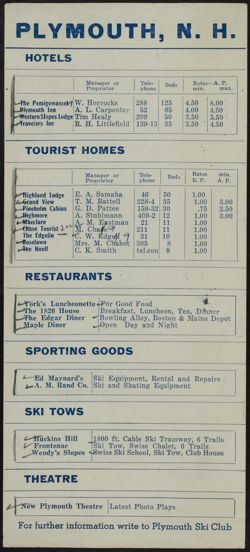 PLYMOUTH, N. H.
HOTELS
Manager or Proprietor Tele-phone Beds Rates—A. P. min. max.
The Pemigewasset W. Horrocks 288 125 4.50 8.00
Plymouth Inn A. L. Carpenter 52 65 4.00 4.50
Western Slopes Lodge Tim Healy 209 50 3.50 5.50
Travelers Inn R. H. Littlefield 139-13 35 3.50 4.50
TOURIST HOMES
Manager or Proprietor Tele-phone Beds Rates E. P. min. A. P.
Highland Lodge E. A. Samaha 46 50 1.00
Grand View T. M. Battell 228-4 35 1.00 3.00
Pineholm Cabins G. D. Pattee 159-32 30 .75 2.50
Highmore A. Stuhlmann 409-2 12 1.00 3.00
A. M. Eastman 21 11 1.00
Chase Tourist 211 11 1.00
The Edgelin C. W. 31 10 1.00
Roselawn Mrs. M. Chabot 305 8 1.00
The Knoll C. K. Smith tel.con 8 1.00
RESTAURANTS
York's Luncheonette For Good Food
The 1820 House Breakfast, Luncheon, Tea, Dinner
The Edgar Diner Bowling Alley, Boston & Maine Depot
Maple Diner Open Day and Night
SPORTING GOODS
Ed Maynard's Ski Equipment, Rental and Repairs
A. M. Rand Co. Ski and Skating Equipment
SKI TOWS
Huckins Hill 1800 ft. Cable Ski Tramway, 6 Trails
Frontenac Ski Tow, Swiss Chalet, 6 Trails
Wendy's Slopes Swiss Ski School, Ski Tow, Club House
THEATRE
New Plymouth Theatre Latest Photo Plays
For further information write to Plymouth Ski Club